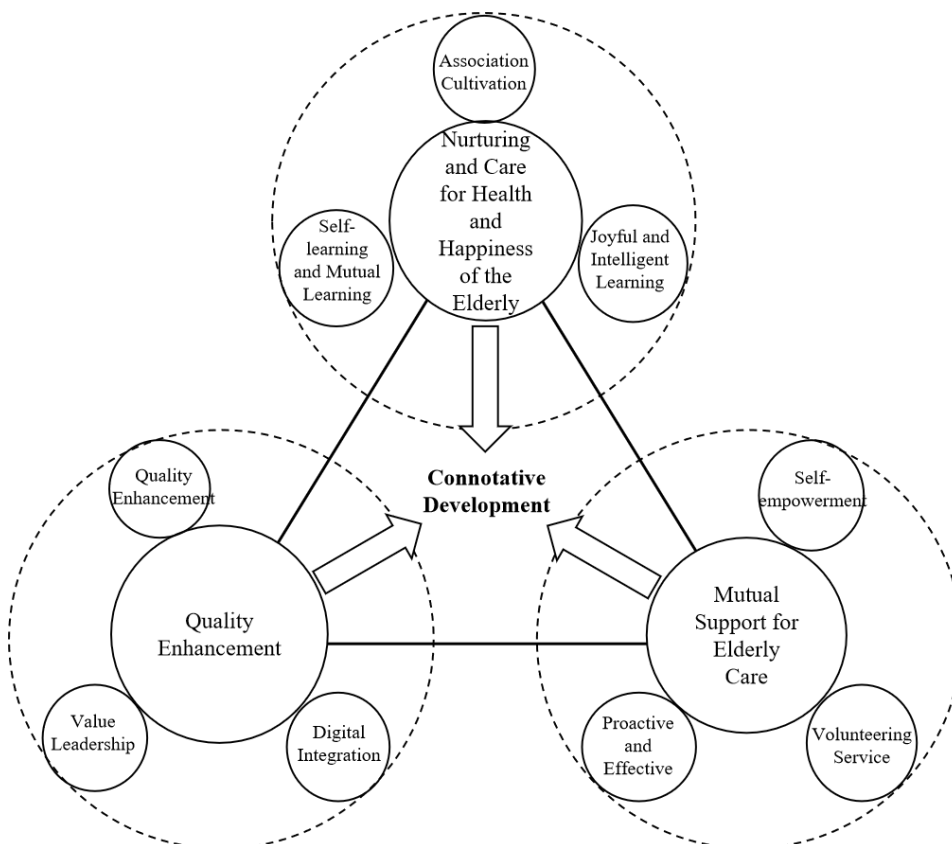 Association
Cultivation
Nurturing
and Care
for Health
and
Happiness
of the
Elderly
Self-
learning
and Mutual
Learning
Joyful and
Intelligent
Learning
Connotative
Development
Quality
Enhancement
Quality
Enhancement
Value
Leadership
Digital
Integration
Self-
empowerment
Mutual
Support for
Elderly
Care
Proactive
and
Effective
Volunteering
Service